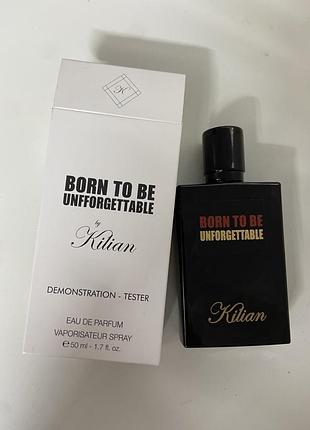 K
BORN TO BE
UNFFORGETTABLE
by
Kilian
DEMONSTRATION - TESTER
EAU DE PARFUM
VAPORISATEUR SPRAY
℮ 50 ml - 1.7 fl. oz.
BORN TO BE
UNFORGETTABLE
Kilian